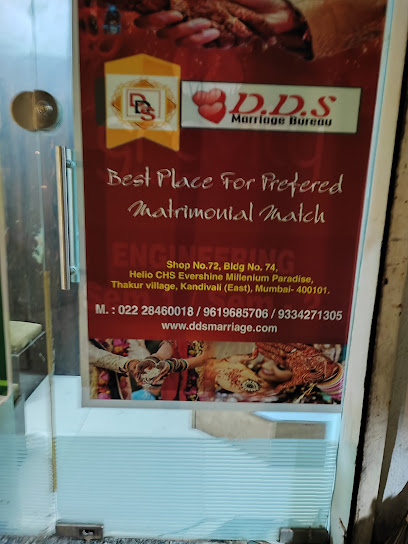 DDS
D.D.S
Marriage Bureau
Best Place For Prefered
Matrimonial Match
Shop No.72, Bldg No. 74,
Helio CHS Evershine Millenium Paradise,
Thakur village, Kandivali (East), Mumbai- 400101.
M. : 022 28460018 / 9619685706 / 9334271305
www.ddsmarriage.com